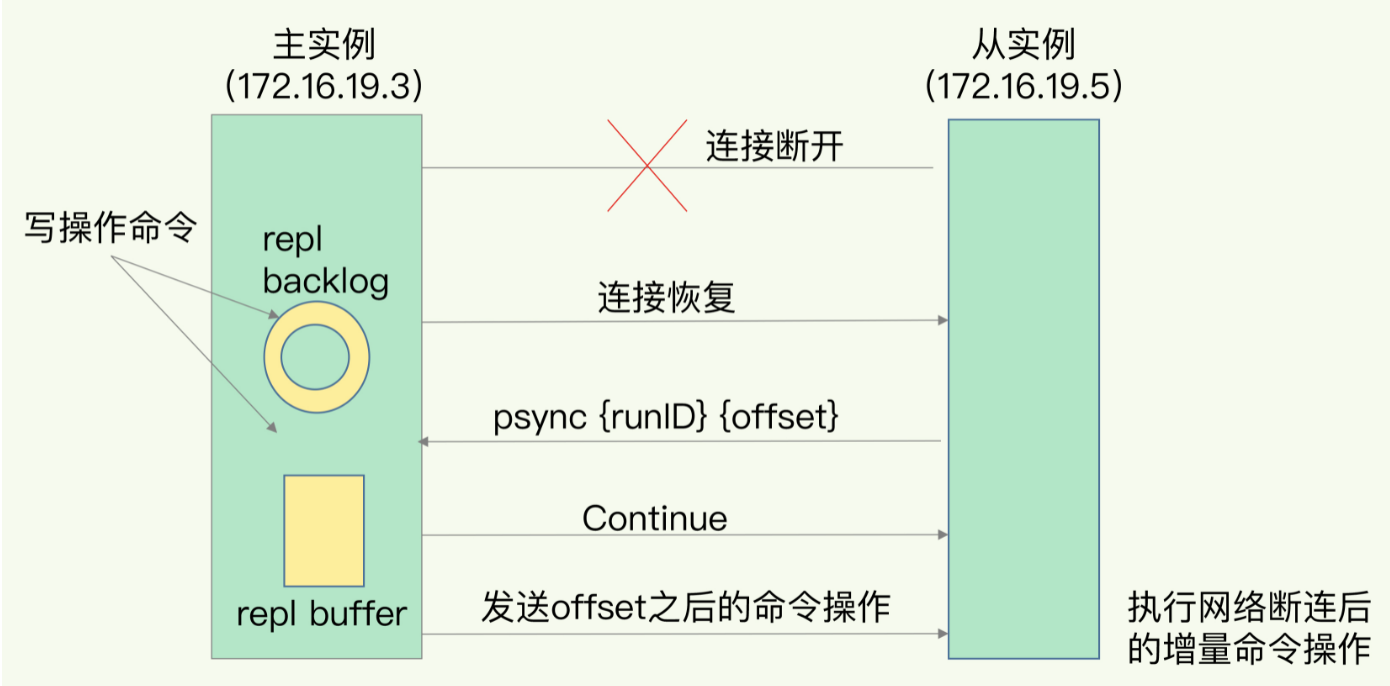 主实例
(172.16.19.3)
从实例
(172.16.19.5)
连接断开
写操作命令
repl
backlog
连接恢复
psync {runID} {offset}
Continue
repl buffer
发送offset之后的命令操作
执行网络断连后
的增量命令操作